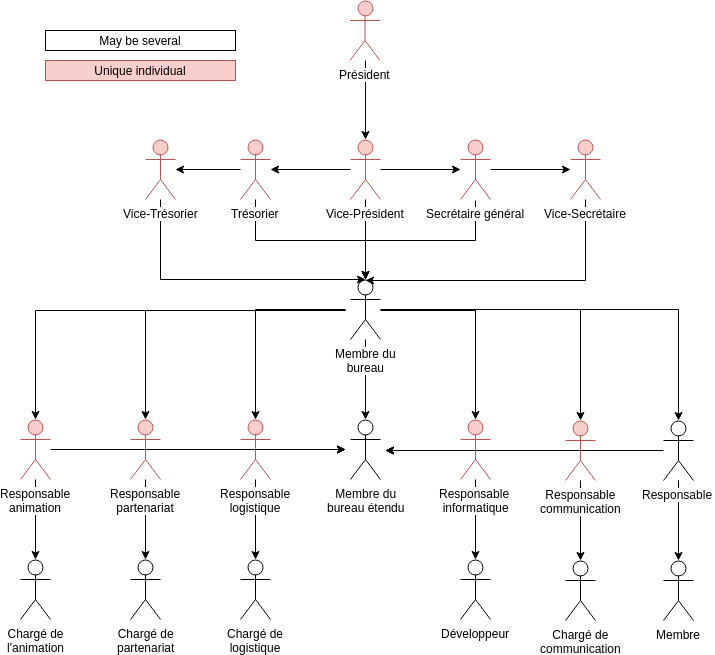 May be several
Unique individual
Président
Vice-Trésorier
Trésorier
Vice-Président
Secrétaire général
Vice-Secrétaire
Membre du
bureau
Responsable
animation
Responsable
partenariat
Responsable
logistique
Membre du
bureau étendu
Responsable
informatique
Responsable
communication
Responsable
Chargé de
l'animation
Chargé de
partenariat
Chargé de
logistique
Développeur
Chargé de
communication
Membre